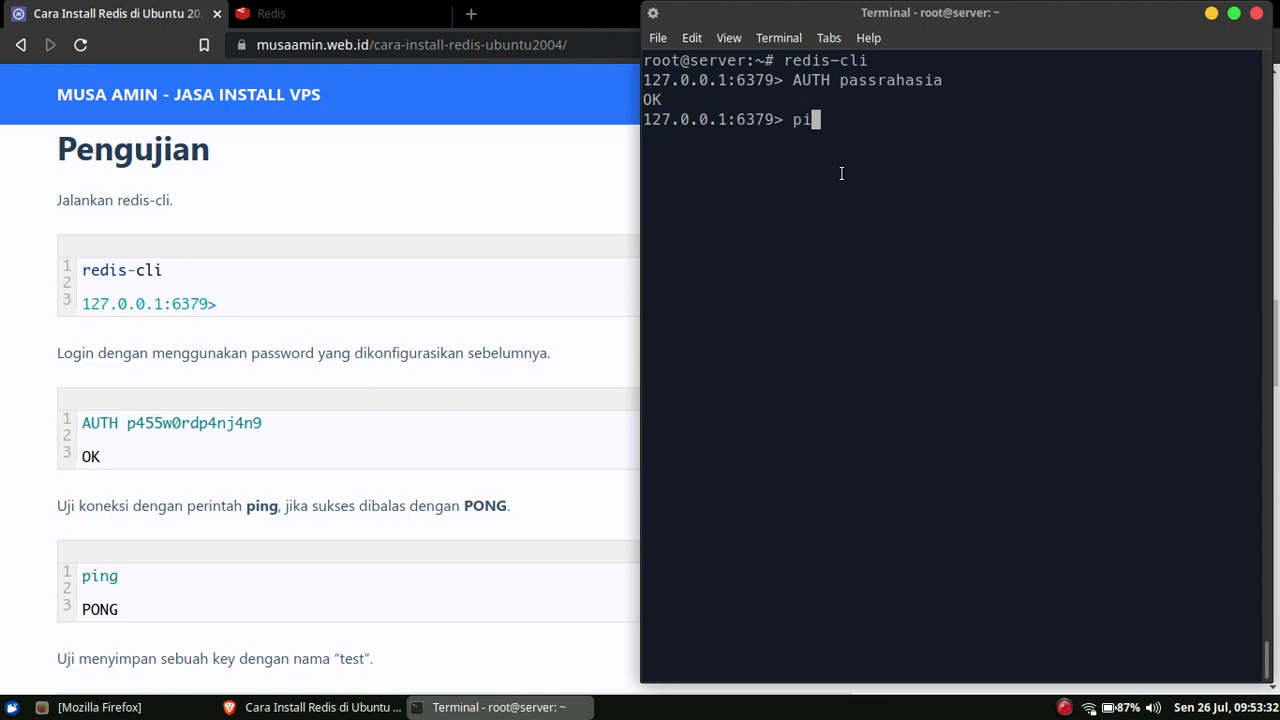 Cara Install Redis di Ubuntu 20.
Redis
musaamin.web.id/cara-install-redis-ubuntu2004/
MUSA AMIN - JASA INSTALL VPS
Pengujian
Jalankan redis-cli.
1 redis-cli
2
3 127.0.0.1:6379>
Login dengan menggunakan password yang dikonfigurasikan sebelumnya.
1 AUTH p455w0rdp4nj4n9
2
3 OK
Uji koneksi dengan perintah ping, jika sukses dibalas dengan PONG.
1 ping
2
3 PONG
Uji menyimpan sebuah key dengan nama “test”.
Terminal - root@server: ~
File Edit View Terminal Tabs Help
root@server:~# redis-cli
127.0.0.1:6379> AUTH passrahasia
OK
127.0.0.1:6379> pi
[Mozilla Firefox]
Cara Install Redis di Ubuntu ...
Terminal - root@server: ~
87%
Sen 26 Jul, 09:53:32